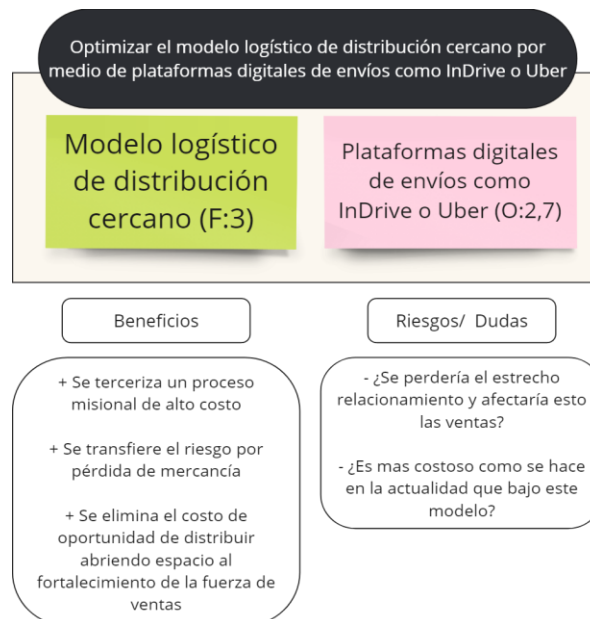 Optimizar el modelo logístico de distribución cercano por
medio de plataformas digitales de envíos como InDrive o Uber
Modelo logístico
de distribución
cercano (F:3)
Plataformas digitales
de envíos como
InDrive o Uber (O:2,7)
Beneficios
+ Se terceriza un proceso
misional de alto costo
+ Se transfiere el riesgo por
pérdida de mercancía
+ Se elimina el costo de
oportunidad de distribuir
abriendo espacio al
fortalecimiento de la fuerza de
ventas
Riesgos/ Dudas
- ¿Se perdería el estrecho
relacionamiento y afectaría esto
las ventas?
- ¿Es mas costoso como se hace
en la actualidad que bajo este
modelo?